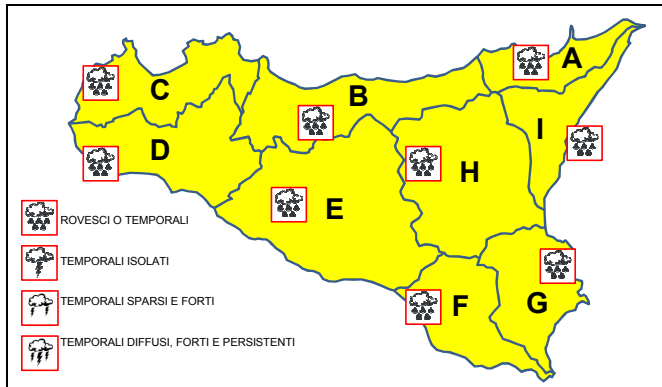 A
C
B
I
D
H
E
ROVESCI O TEMPORALI
TEMPORALI ISOLATI
F
G
TEMPORALI SPARSI E FORTI
TEMPORALI DIFFUSI, FORTI E PERSISTENTI